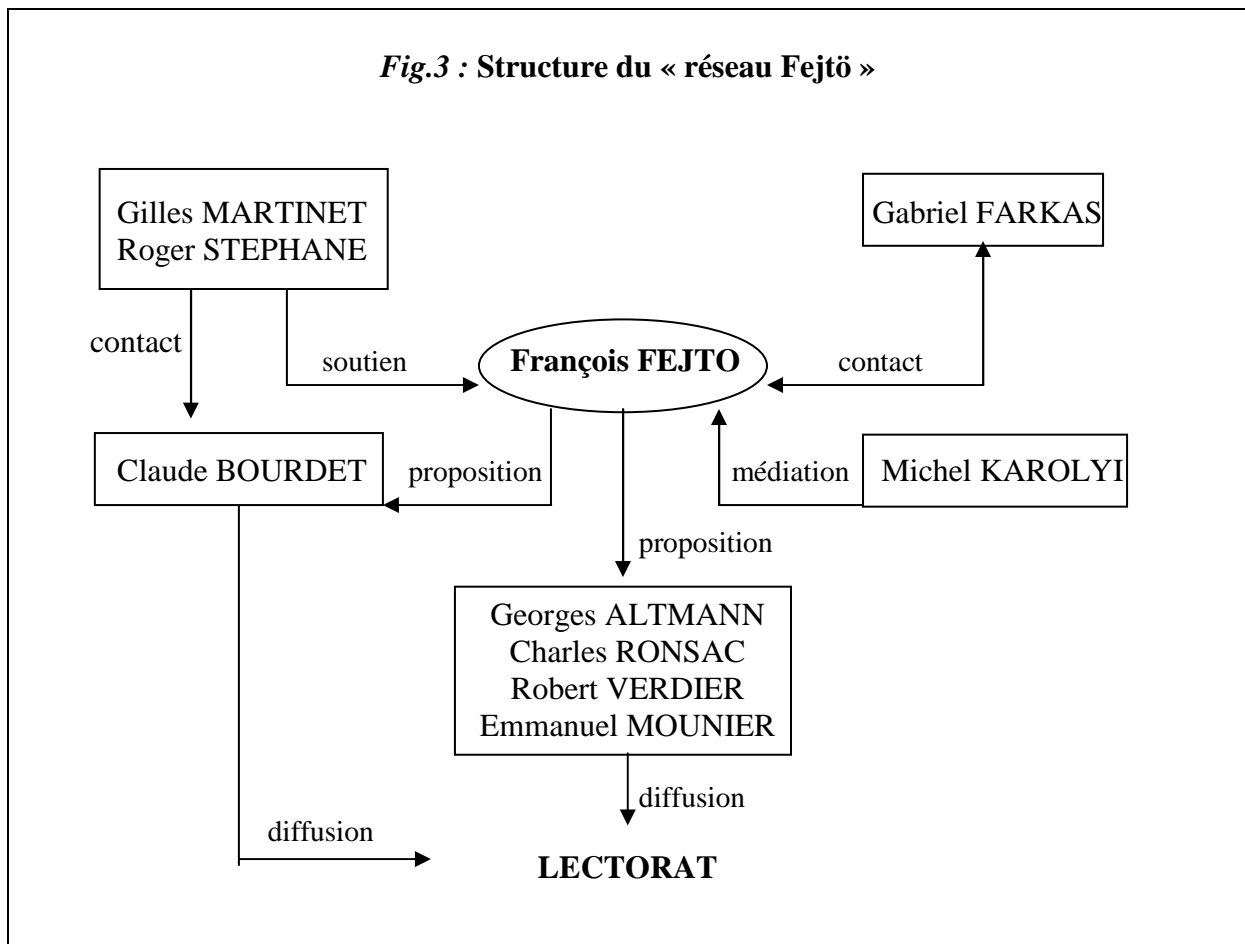 Fig.3 : Structure du « réseau Fejtö »
Gilles MARTINET
Roger STEPHANE
Gabriel FARKAS
contact
soutien
François FEJTO
contact
Claude BOURDET
proposition
médiation
Michel KAROLYI
proposition
Georges ALTMANN
Charles RONSAC
Robert VERDIER
Emmanuel MOUNIER
diffusion
diffusion
LECTORAT